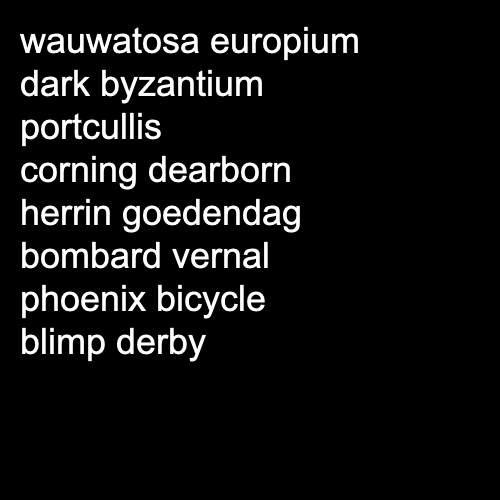 wauwatosa europium
dark byzantium
portcullis
corning dearborn
herrin goedendag
bombard vernal
phoenix bicycle
blimp derby